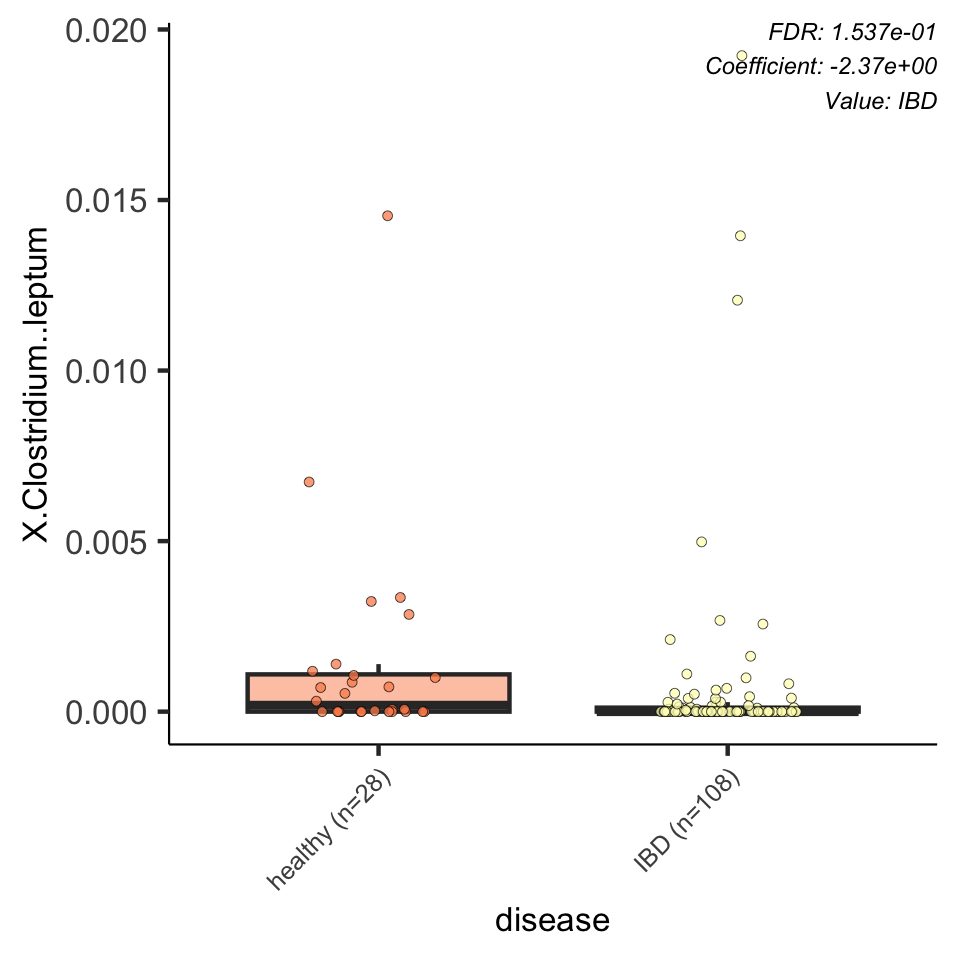 FDR: 1.537e-01
Coefficient: -2.37e+00
Value: IBD
0.020
0.015
0.010
0.005
0.000
X.Clostridium..leptum
healthy (n=28)
IBD (n=108)
disease